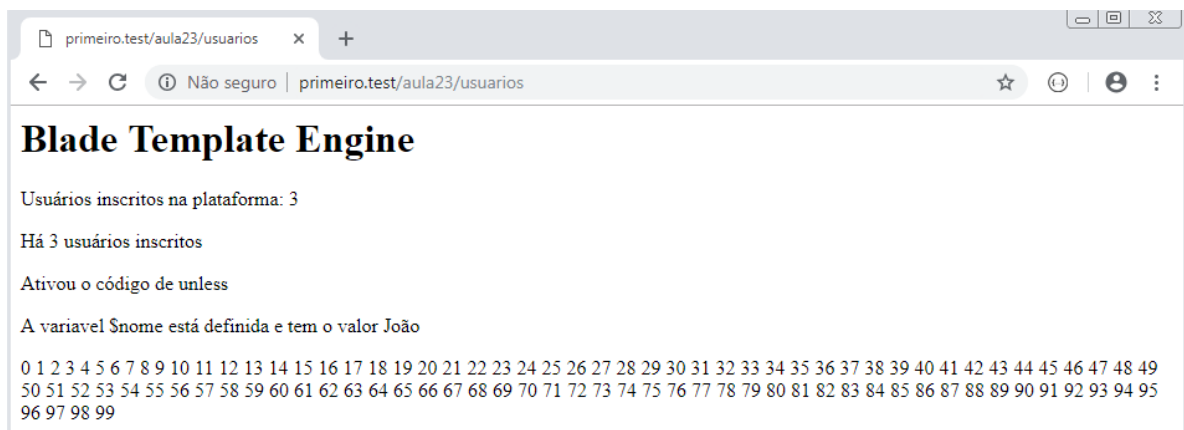 primeiro.test/aula23/usuarios
Não seguro | primeiro.test/aula23/usuarios
Blade Template Engine
Usuários inscritos na plataforma: 3
Há 3 usuários inscritos
Ativou o código de unless
A variavel $nome está definida e tem o valor João
0 1 2 3 4 5 6 7 8 9 10 11 12 13 14 15 16 17 18 19 20 21 22 23 24 25 26 27 28 29 30 31 32 33 34 35 36 37 38 39 40 41 42 43 44 45 46 47 48 49
50 51 52 53 54 55 56 57 58 59 60 61 62 63 64 65 66 67 68 69 70 71 72 73 74 75 76 77 78 79 80 81 82 83 84 85 86 87 88 89 90 91 92 93 94 95
96 97 98 99